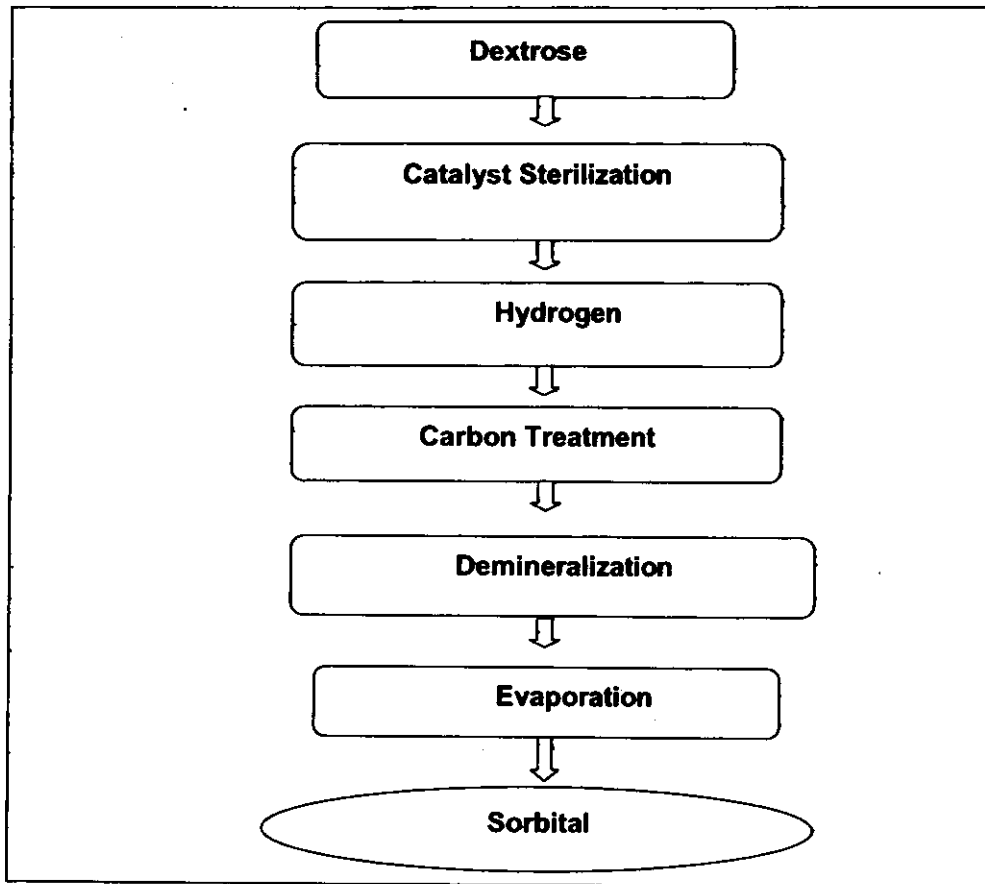 Dextrose
Catalyst Sterilization
Hydrogen
Carbon Treatment
Demineralization
Evaporation
Sorbital